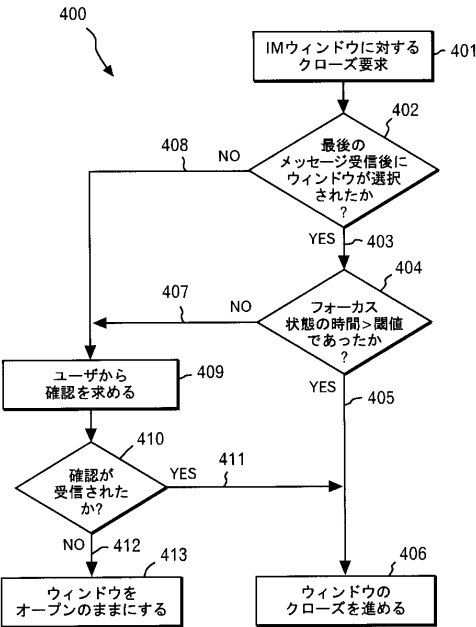 400
IMウィンドウに対する
クローズ要求
401
402
最後の
メッセージ受信後に
ウィンドウが選択
されたか
?
408
NO
YES
403
404
フォーカス
状態の時間>閾値
であったか
?
407
NO
YES
405
ユーザから
確認を求める
409
410
確認が
受信された
か?
YES
411
NO
412
413
ウィンドウを
オープンのままにする
406
ウィンドウの
クローズを進める